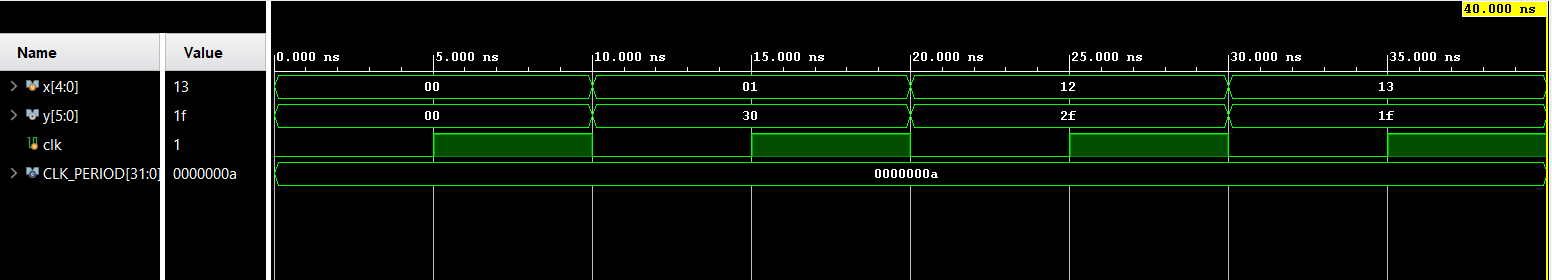 40.000 ns
Name Value
0.000 ns 5.000 ns 10.000 ns 15.000 ns 20.000 ns 25.000 ns 30.000 ns 35.000 ns
x[4:0] 13 00 01 12 13
y[5:0] 1f 00 30 2f 1f
clk 1
CLK_PERIOD[31:0] 0000000a 0000000a